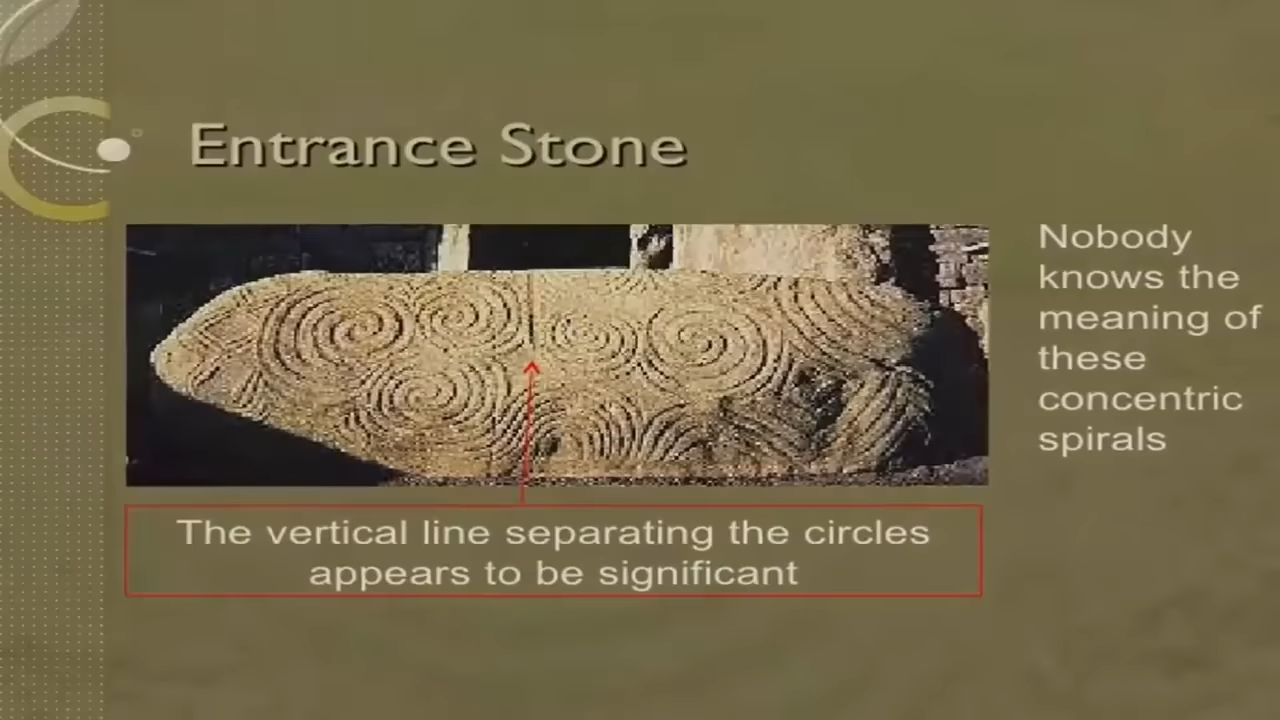 Entrance Stone
Nobody
knows the
meaning of
these
concentric
spirals
The vertical line separating the circles
appears to be significant